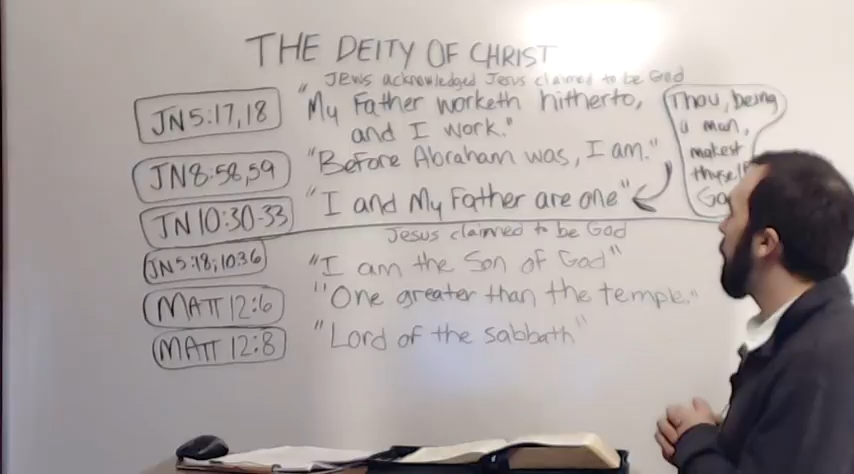 THE DEITY OF CHRIST
Jews acknowledged Jesus claimed to be God
JN 5:17,18
"My Father worketh hitherto,
and I work."
JN 8:58,59
"Before Abraham was, I am."
JN 10:30-33
"I and My Father are one"
Thou, being
a man,
makest
thyself
Jesus claimed to be God
JN 5:18; 10:36
"I am the Son of God"
MATT 12:6
"One greater than the temple."
MATT 12:8
"Lord of the sabbath"